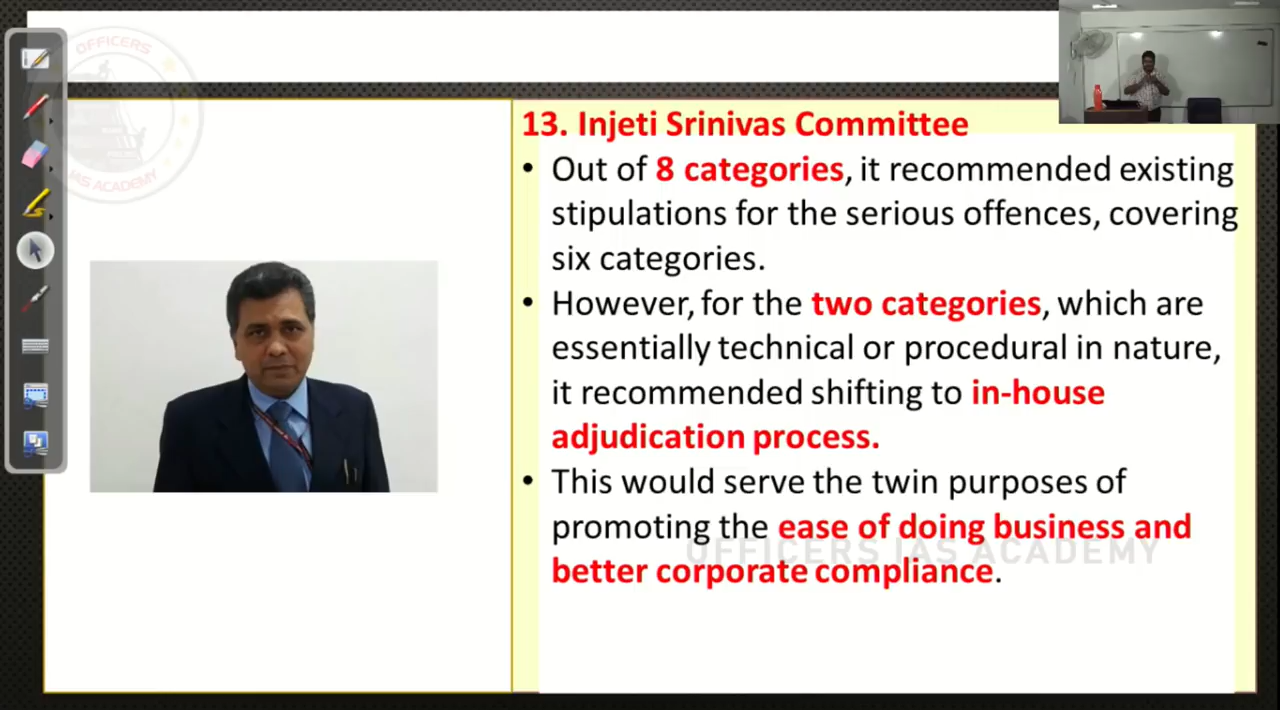 OFFICERS
IAS ACADEMY
13. Injeti Srinivas Committee
• Out of 8 categories, it recommended existing
stipulations for the serious offences, covering
six categories.
• However, for the two categories, which are
essentially technical or procedural in nature,
it recommended shifting to in-house
adjudication process.
• This would serve the twin purposes of
promoting the ease of doing business and
better corporate compliance.
OFFICERS IAS ACADEMY